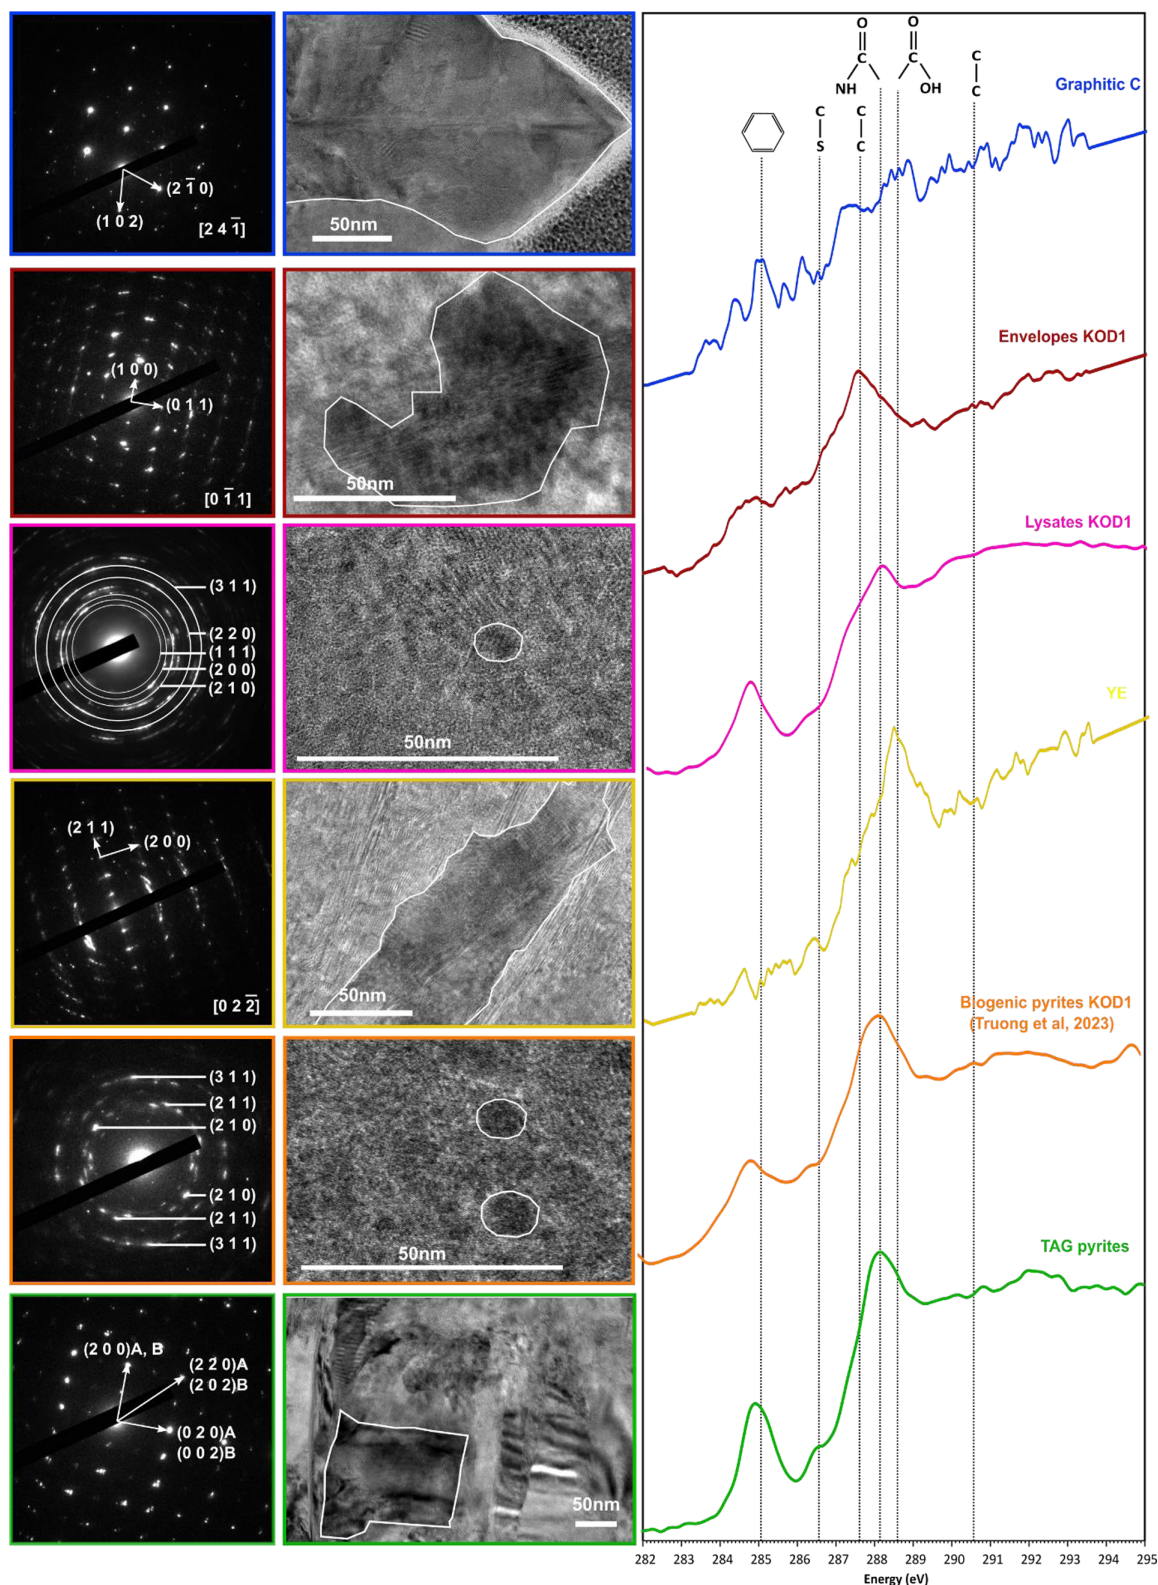 (2 1̅ 0)
(1 0 2)
[2 4 1̅]
50nm
(1 0 0)
(0 1 1)
[0 1̅ 1]
50nm
(3 1 1)
(2 2 0)
(1 1 1)
(2 0 0)
(2 1 0)
50nm
(2 1 1)
(2 0 0)
[0 2 2̅]
50nm
(3 1 1)
(2 1 1)
(2 1 0)
(2 1 0)
(2 1 1)
(3 1 1)
50nm
(2 0 0)A, B
(2 2 0)A
(2 0 2)B
(0 2 0)A
(0 0 2)B
50nm
O O
C C C
NH OH C
C C
S C
Graphitic C
Envelopes KOD1
Lysates KOD1
YE
Biogenic pyrites KOD1
(Truong et al, 2023)
TAG pyrites
282 283 284 285 286 287 288 289 290 291 292 293 294 295
Energy (eV)